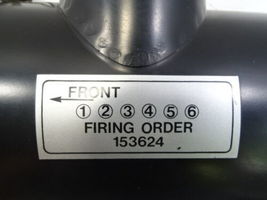 FRONT
① ② ③ ④ ⑤ ⑥
FIRING ORDER
153624